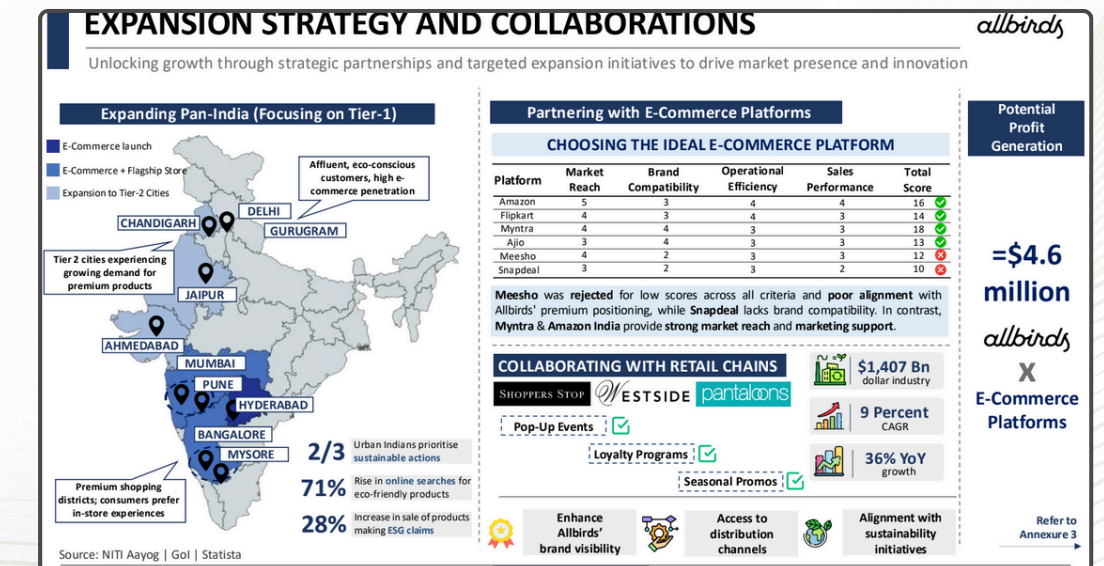 EXPANSION STRATEGY AND COLLABORATIONS
allbirds
Unlocking growth through strategic partnerships and targeted expansion initiatives to drive market presence and innovation
Expanding Pan-India (Focusing on Tier-1)
E-Commerce launch
E-Commerce + Flagship Store
Expansion to Tier-2 Cities
Affluent, eco-conscious
customers, high e-
commerce penetration
DELHI
CHANDIGARH
GURUGRAM
Tier 2 cities experiencing
growing demand for
premium products
JAIPUR
AHMEDABAD
MUMBAI
PUNE
HYDERABAD
BANGALORE
MYSORE
Premium shopping
districts; consumers prefer
in-store experiences
2/3 Urban Indians prioritise
sustainable actions
71% Rise in online searches for
eco-friendly products
28% Increase in sale of products
making ESG claims
Source: NITI Aayog | GoI | Statista
Partnering with E-Commerce Platforms
CHOOSING THE IDEAL E-COMMERCE PLATFORM
Platform Market Reach Brand Compatibility Operational Efficiency Sales Performance Total Score
Amazon 5 3 4 4 16
Flipkart 4 3 4 3 14
Myntra 4 4 3 3 18
Ajio 3 4 3 3 13
Meesho 4 2 3 3 12
Snapdeal 3 2 3 2 10
Meesho was rejected for low scores across all criteria and poor alignment with
Allbirds' premium positioning, while Snapdeal lacks brand compatibility. In contrast,
Myntra & Amazon India provide strong market reach and marketing support.
COLLABORATING WITH RETAIL CHAINS
SHOPPERS STOP WESTSIDE pantaloons
Pop-Up Events
Loyalty Programs
Seasonal Promos
$1,407 Bn
dollar industry
9 Percent
CAGR
36% YoY
growth
Enhance
Allbirds'
brand visibility
Access to
distribution
channels
Alignment with
sustainability
initiatives
Potential
Profit
Generation
=$4.6
million
allbirds
X
E-Commerce
Platforms
Refer to
Annexure 3